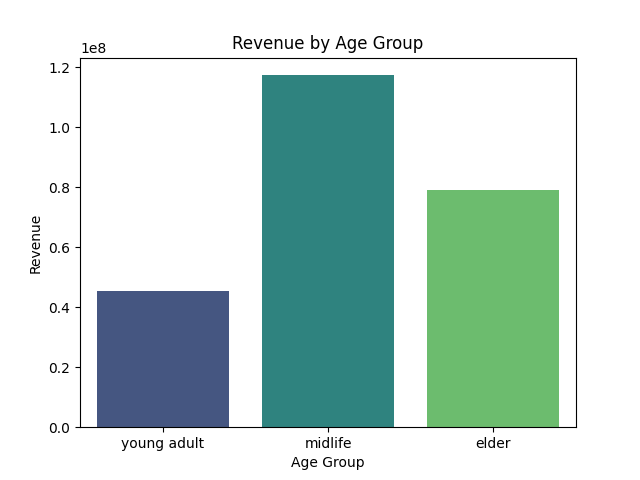 Revenue by Age Group
1e8
1.2
1.0
0.8
0.6
0.4
0.2
0.0
Revenue
young adult midlife elder
Age Group